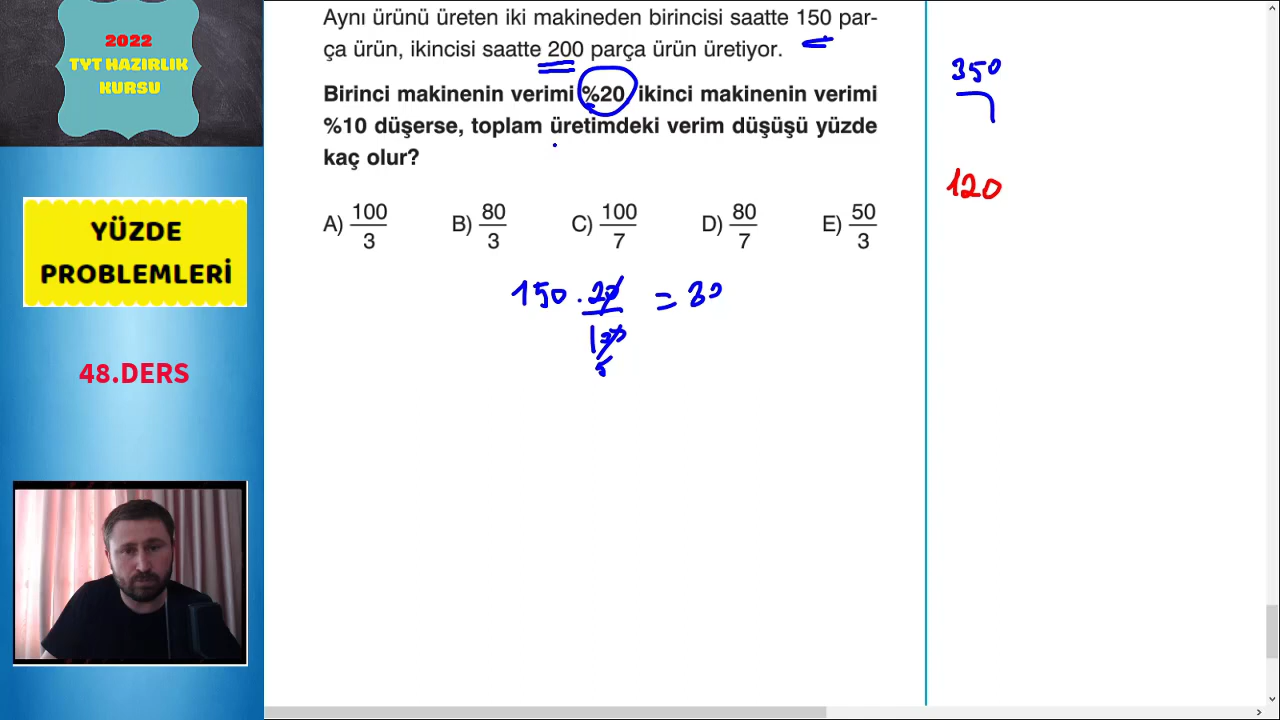 2022
TYT HAZIRLIK
KURSU
YÜZDE
PROBLEMLERİ
48.DERS
Aynı ürünü üreten iki makineden birincisi saatte 150 par-
ça ürün, ikincisi saatte 200 parça ürün üretiyor.
Birinci makinenin verimi %20 ikinci makinenin verimi
%10 düşerse, toplam üretimdeki verim düşüşü yüzde
kaç olur?
A) 100/3 B) 80/3 C) 100/7 D) 80/7 E) 50/3
150 . 20/100 = 30
5
350
120